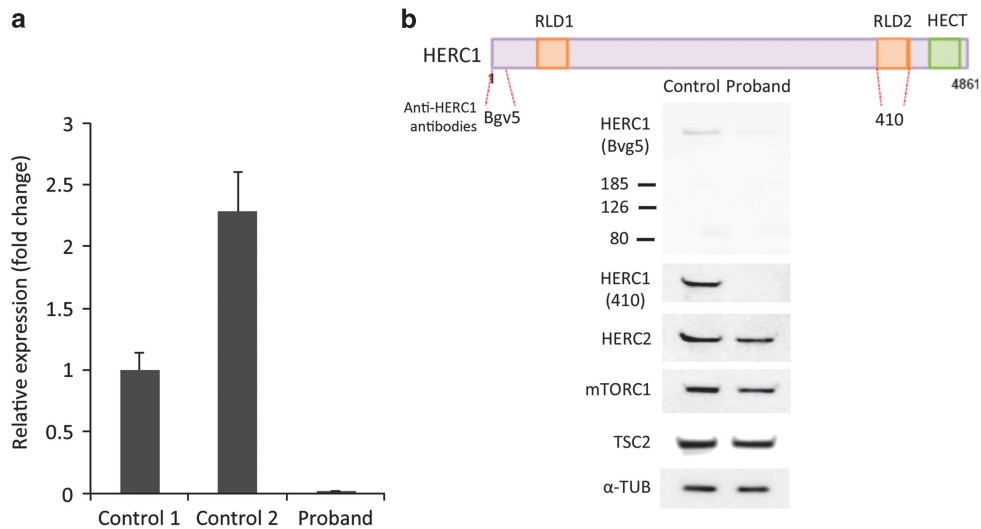 a
Relative expression (fold change)
3
2.5
2
1.5
1
0.5
0
Control 1 Control 2 Proband
b
RLD1 RLD2 HECT
HERC1
1
4861
Anti-HERC1
antibodies
Bgv5
410
Control Proband
HERC1
(Bvg5)
185
126
80
HERC1
(410)
HERC2
mTORC1
TSC2
α-TUB